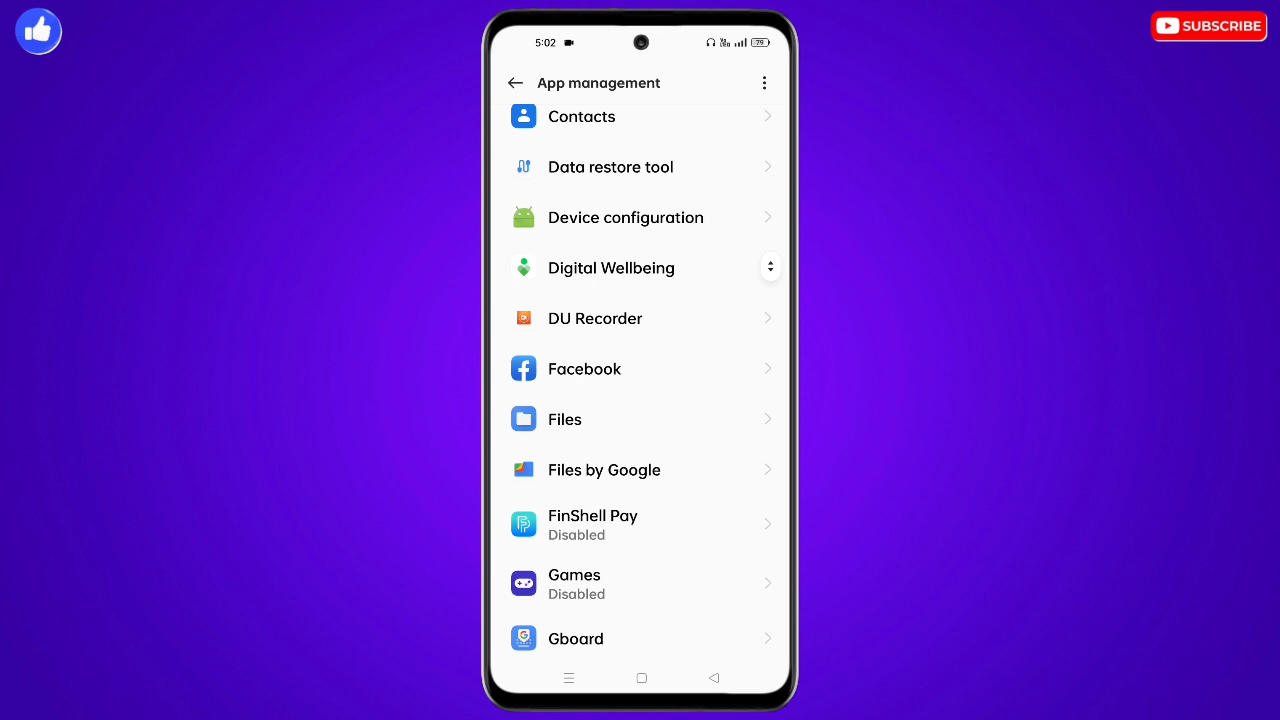 SUBSCRIBE
5:02
79
App management
Contacts
Data restore tool
Device configuration
Digital Wellbeing
DU Recorder
Facebook
Files
Files by Google
FinShell Pay
Disabled
Games
Disabled
Gboard